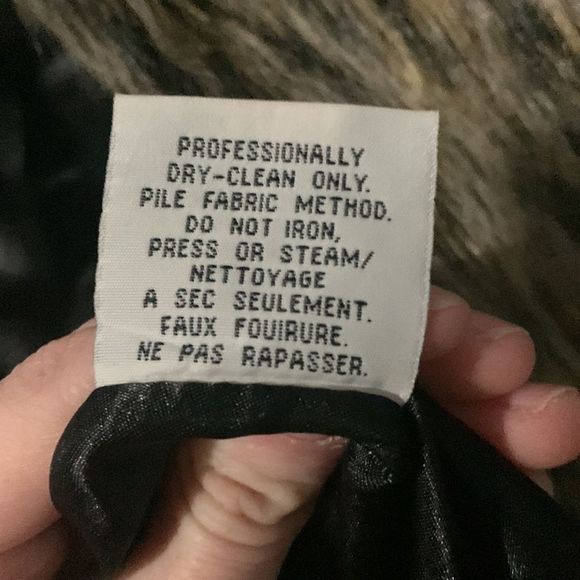 PROFESSIONALLY
DRY-CLEAN ONLY.
PILE FABRIC METHOD.
DO NOT IRON,
PRESS OR STEAM/
NETTOYAGE
A SEC SEULEMENT.
FAUX FOUIRURE.
NE PAS RAPASSER.